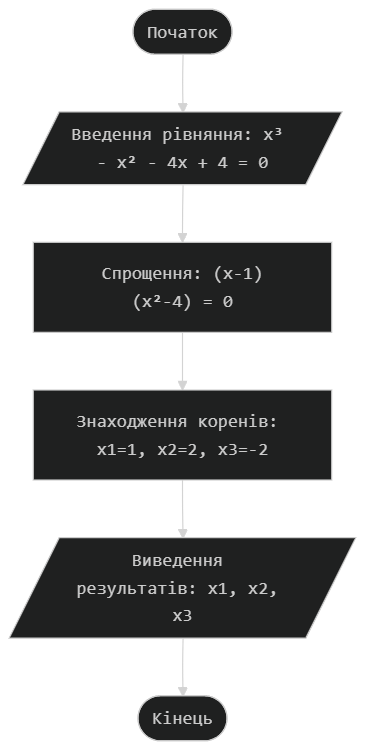 Початок
Введення рівняння: x³
- x² - 4x + 4 = 0
Спрощення: (x-1)
(x²-4) = 0
Знаходження коренів:
x1=1, x2=2, x3=-2
Виведення
результатів: x1, x2,
x3
Кінець